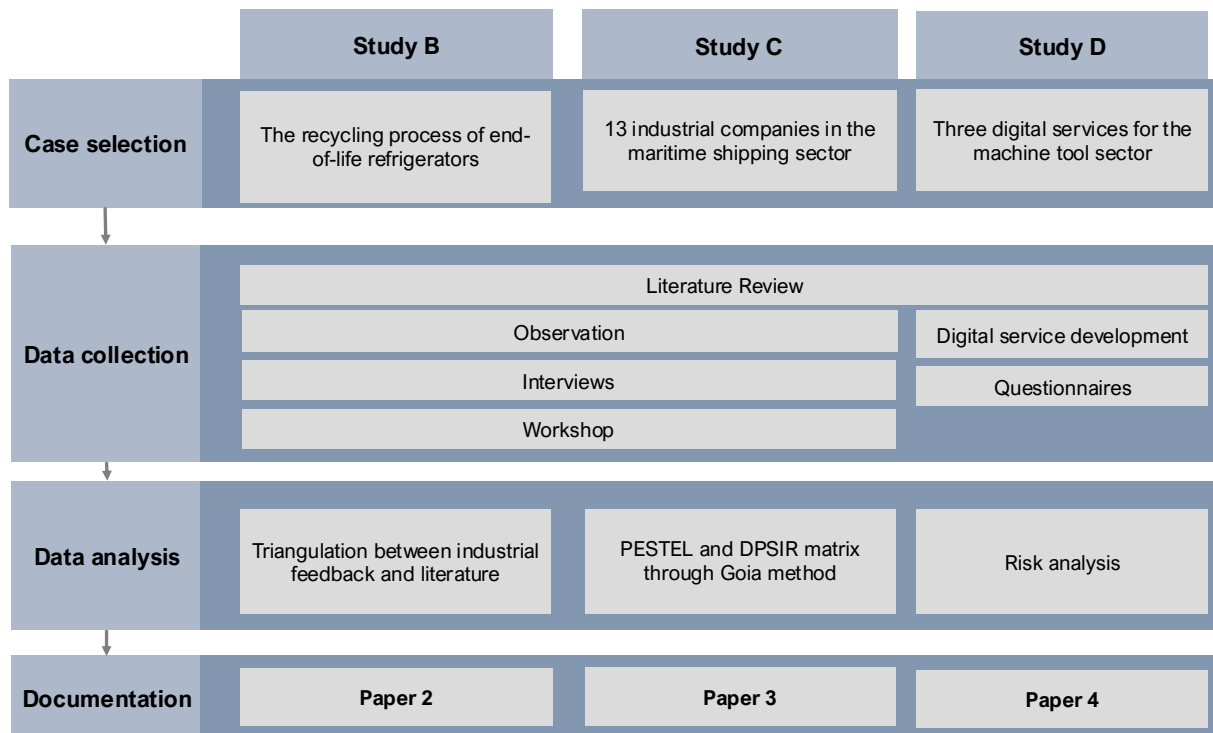 Study B
Study C
Study D
Case selection
The recycling process of end-
of-life refrigerators
13 industrial companies in the
maritime shipping sector
Three digital services for the
machine tool sector
Data collection
Literature Review
Observation
Digital service development
Interviews
Questionnaires
Workshop
Data analysis
Triangulation between industrial
feedback and literature
PESTEL and DPSIR matrix
through Goia method
Risk analysis
Documentation
Paper 2
Paper 3
Paper 4